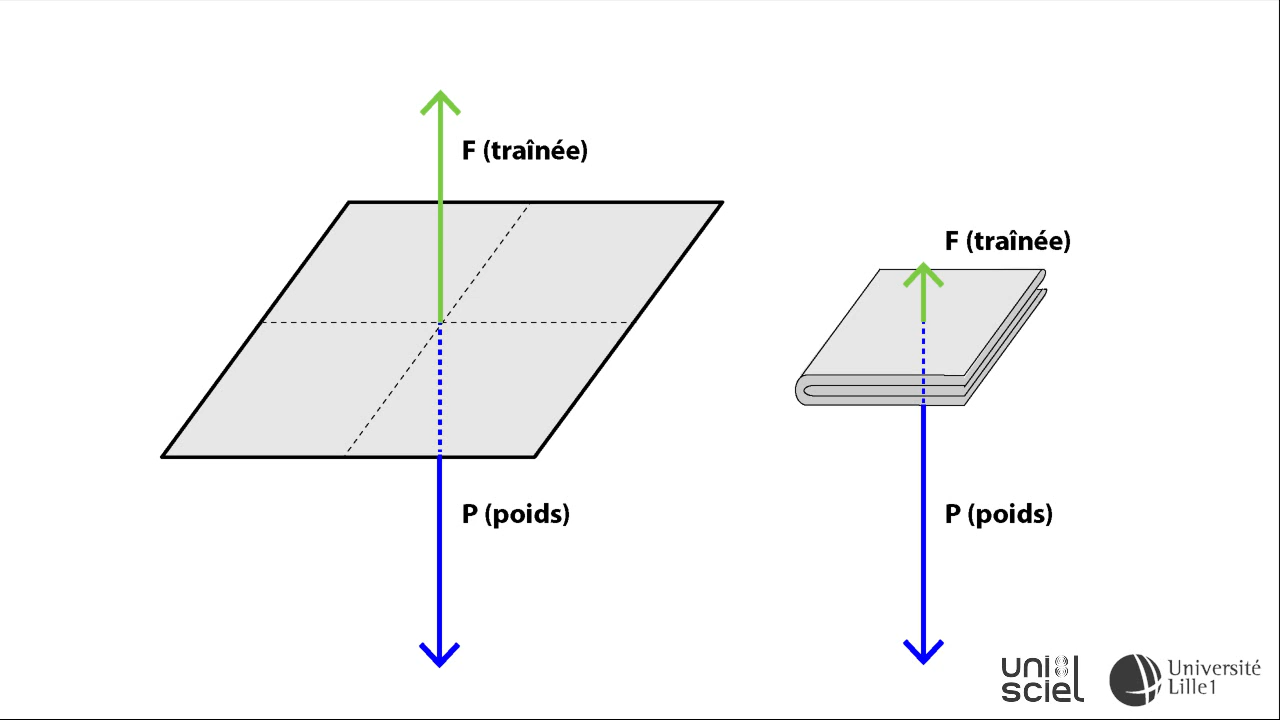 F (traînée)
F (traînée)
P (poids)
P (poids)
uni sciel
Université
Lille1